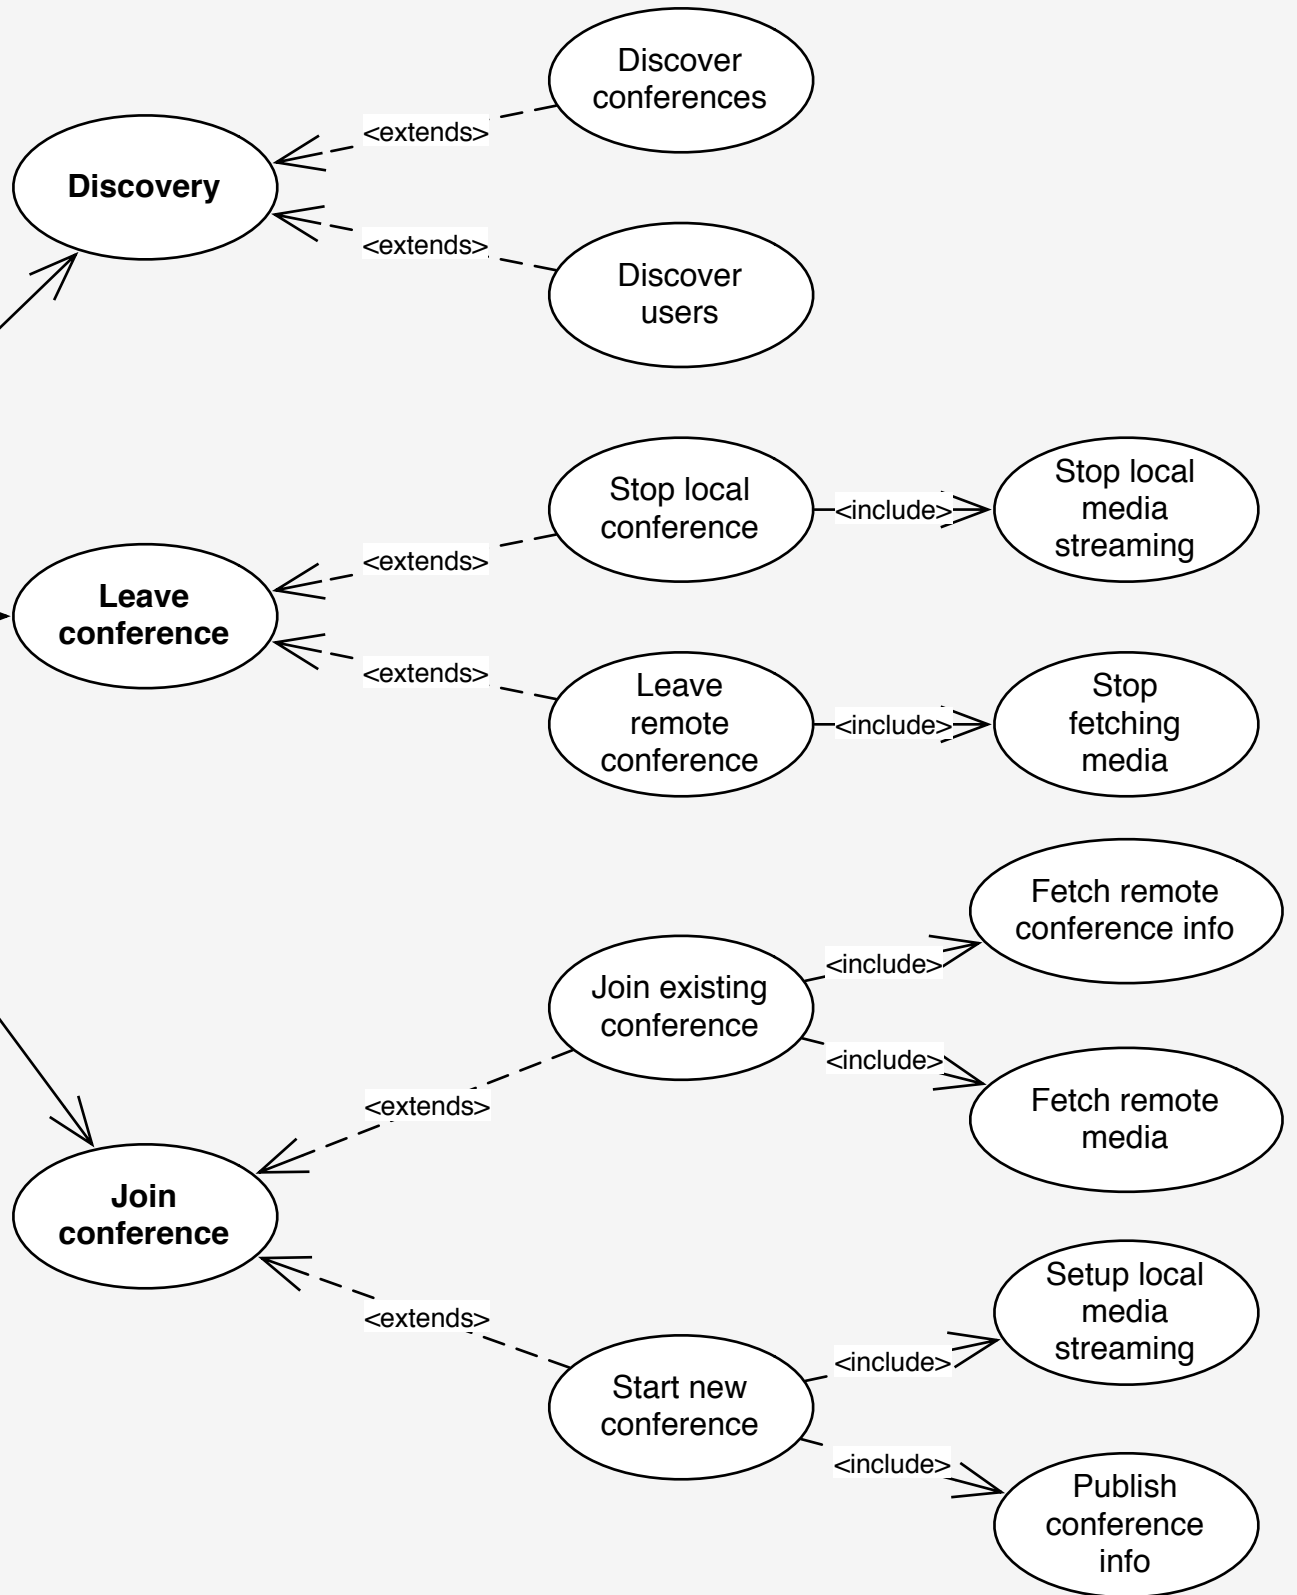 Discover
conferences
<extends>
Discovery
<extends>
Discover
users
Stop local
conference
<include>
Stop local
media
streaming
<extends>
Leave
conference
<extends>
Leave
remote
conference
<include>
Stop
fetching
media
Fetch remote
conference info
<include>
Join existing
conference
<include>
Fetch remote
media
<extends>
Join
conference
<extends>
Setup local
media
streaming
<include>
Start new
conference
<include>
Publish
conference
info